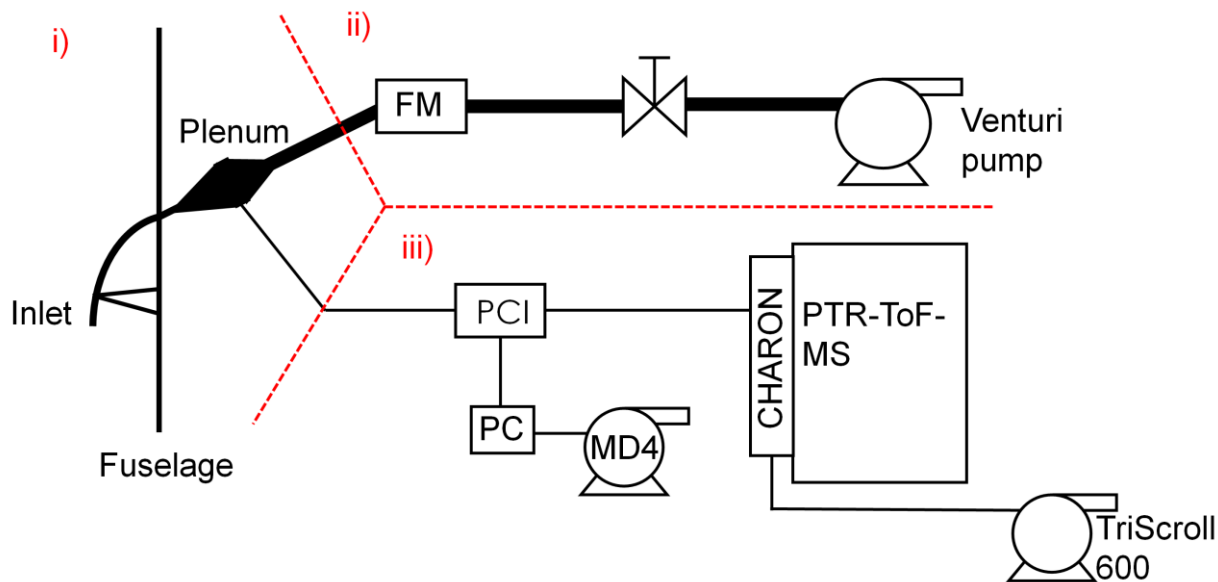 i)
ii)
FM
Plenum
Venturi
pump
iii)
Inlet
PCI
CHARON
PTR-ToF-
MS
PC
MD4
Fuselage
TriScroll
600